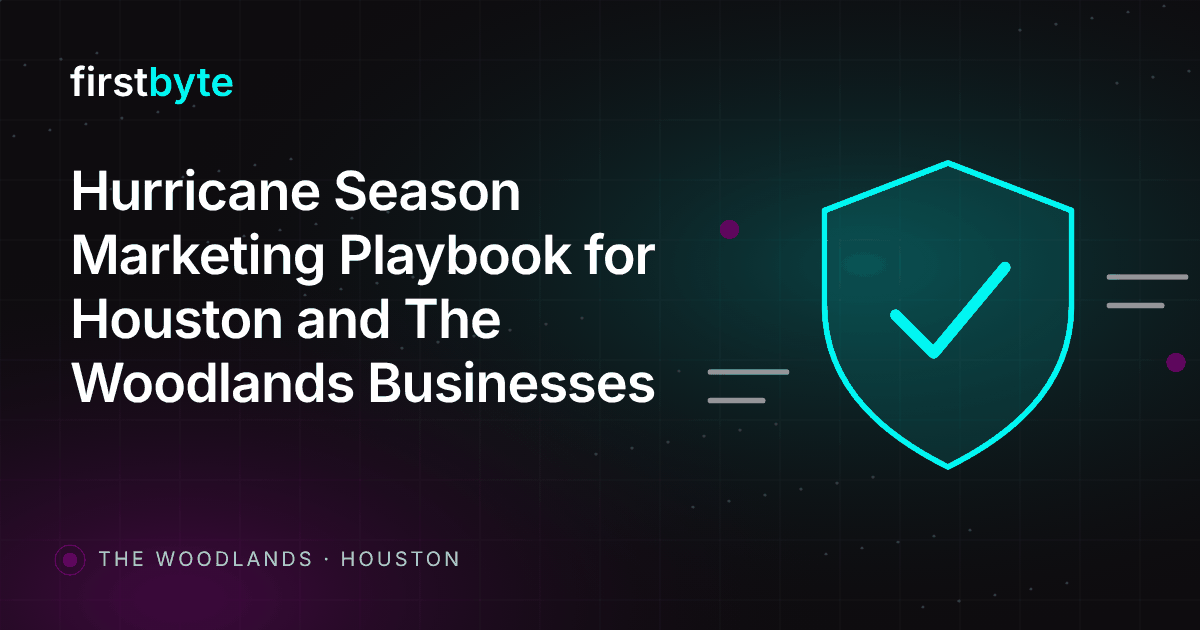 firstbyte
Hurricane Season
Marketing Playbook for
Houston and The
Woodlands Businesses
THE WOODLANDS · HOUSTON